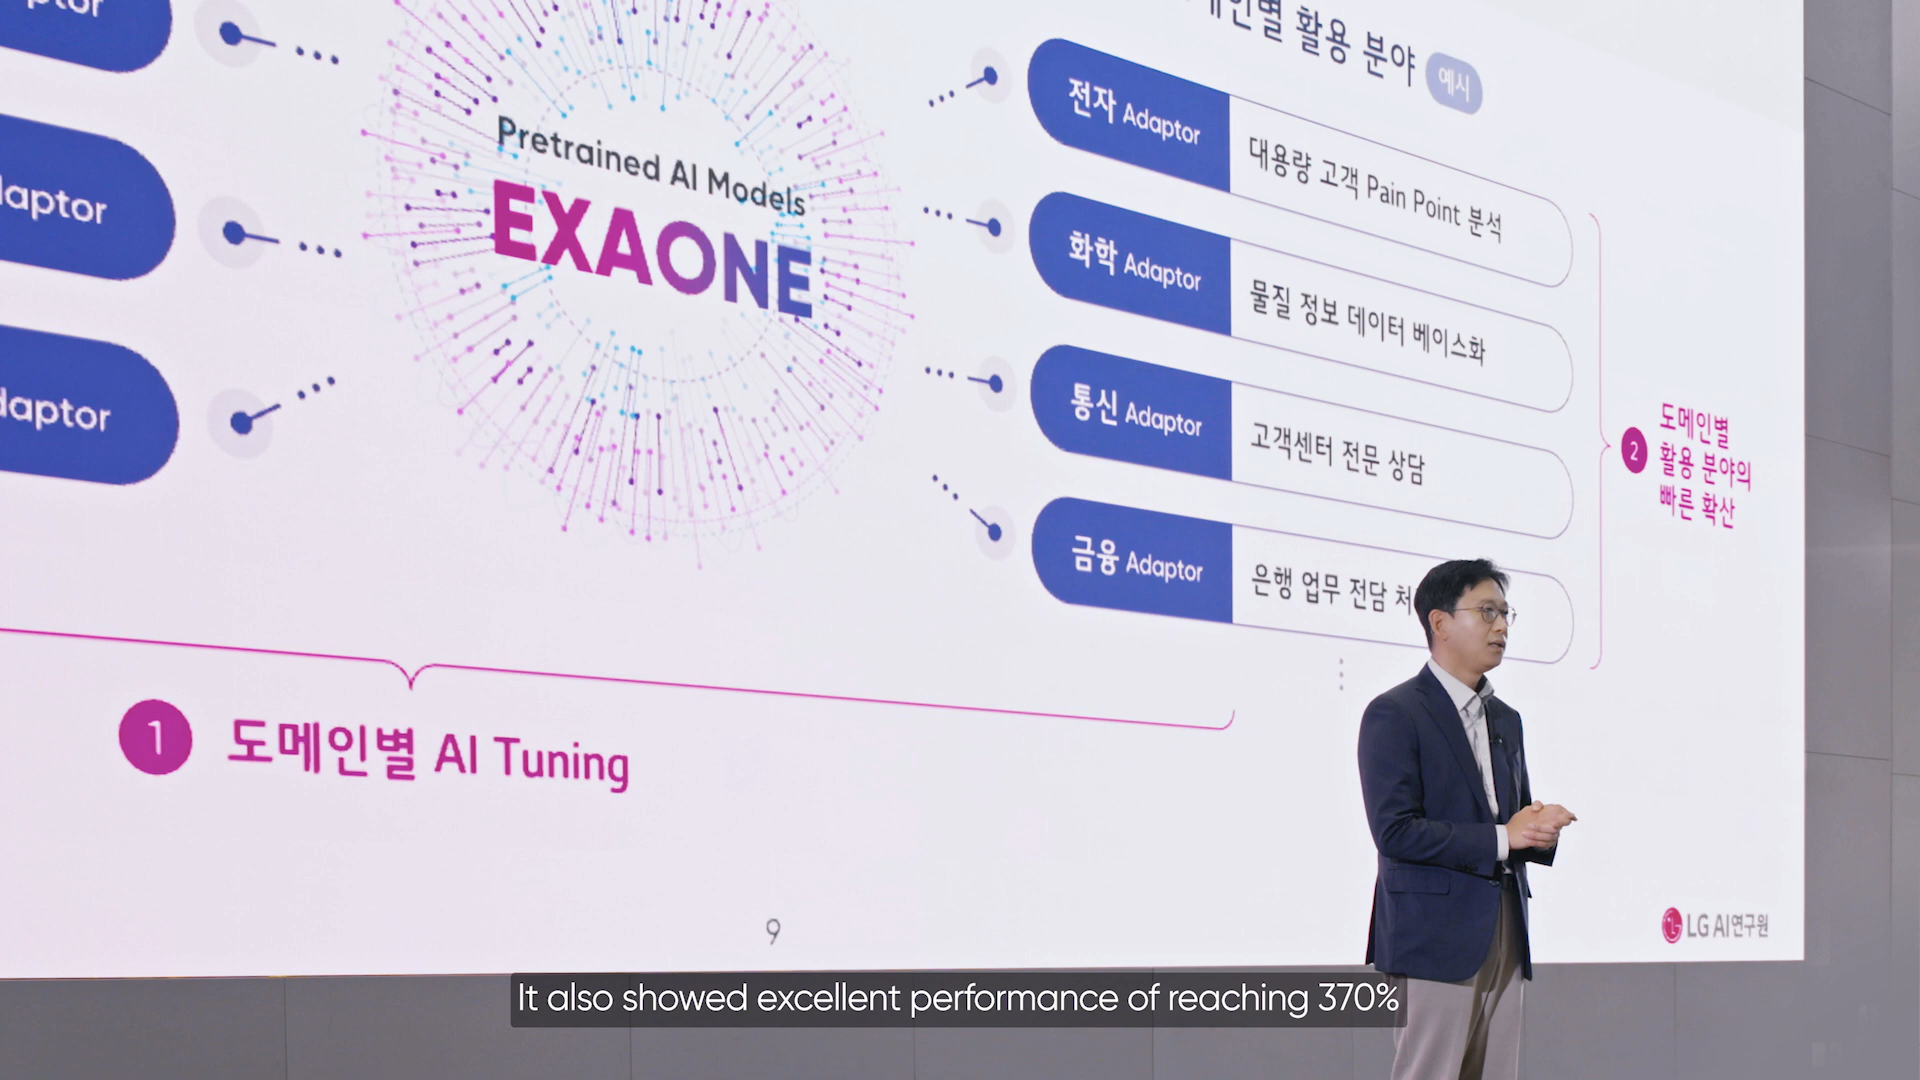 도메인별 활용 분야 예시
전자 Adaptor
대용량 고객 Pain Point 분석
화학 Adaptor
물질 정보 데이터 베이스화
통신 Adaptor
고객센터 전문 상담
금융 Adaptor
은행 업무 전담
Pretrained AI Models
EXAONE
2
도메인별
활용 분야의
빠른 확산
1 도메인별 AI Tuning
9
LG AI연구원
It also showed excellent performance of reaching 370%